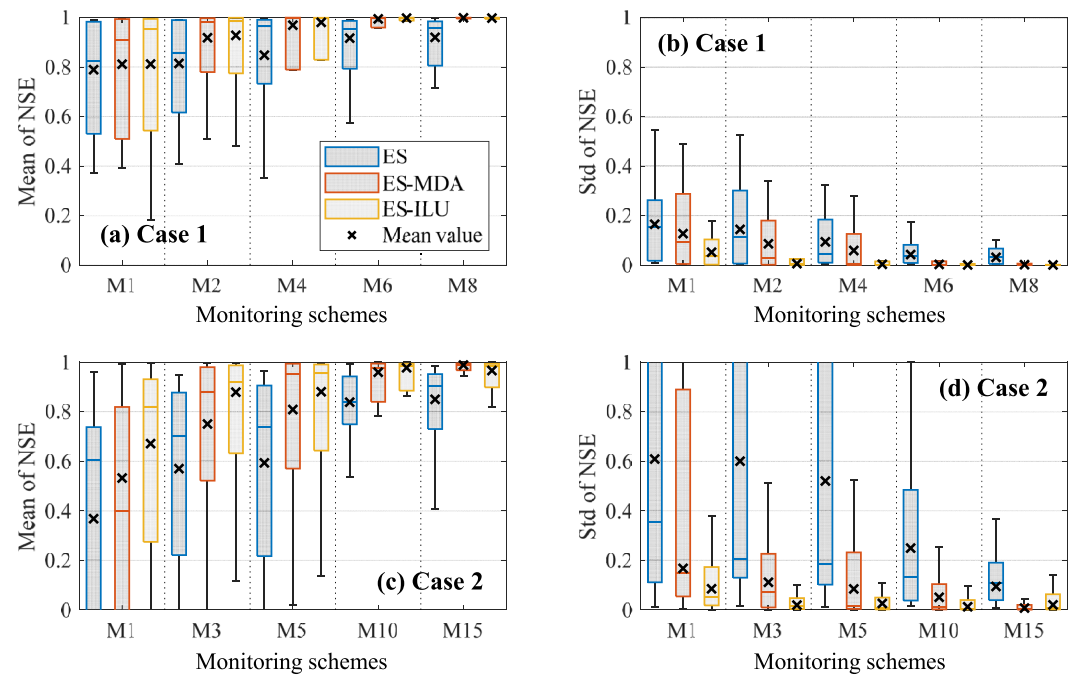 1
0.8
0.6
0.4
0.2
0
Mean of NSE
(a) Case 1
ES
ES-MDA
ES-ILU
Mean value
M1
M2
M4
M6
M8
Monitoring schemes
1
0.8
0.6
0.4
0.2
0
Std of NSE
(b) Case 1
M1
M2
M4
M6
M8
Monitoring schemes
1
0.8
0.6
0.4
0.2
0
Mean of NSE
(c) Case 2
M1
M3
M5
M10
M15
Monitoring schemes
1
0.8
0.6
0.4
0.2
0
Std of NSE
(d) Case 2
M1
M3
M5
M10
M15
Monitoring schemes